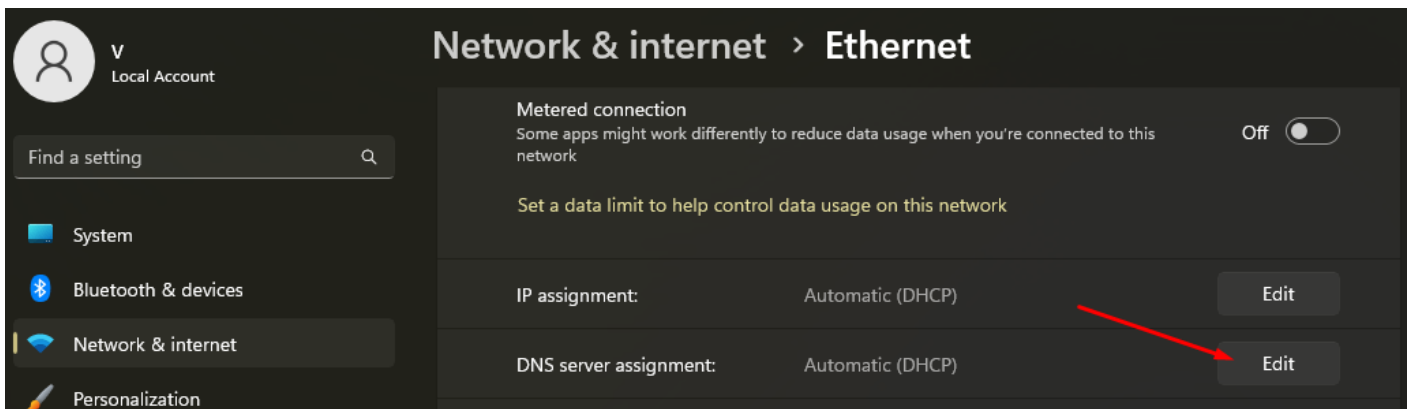 V
Local Account
Find a setting
System
Bluetooth & devices
Network & internet
Personalization
Network & internet > Ethernet
Metered connection
Some apps might work differently to reduce data usage when you're connected to this
network
Off
Set a data limit to help control data usage on this network
IP assignment: Automatic (DHCP) Edit
DNS server assignment: Automatic (DHCP) Edit